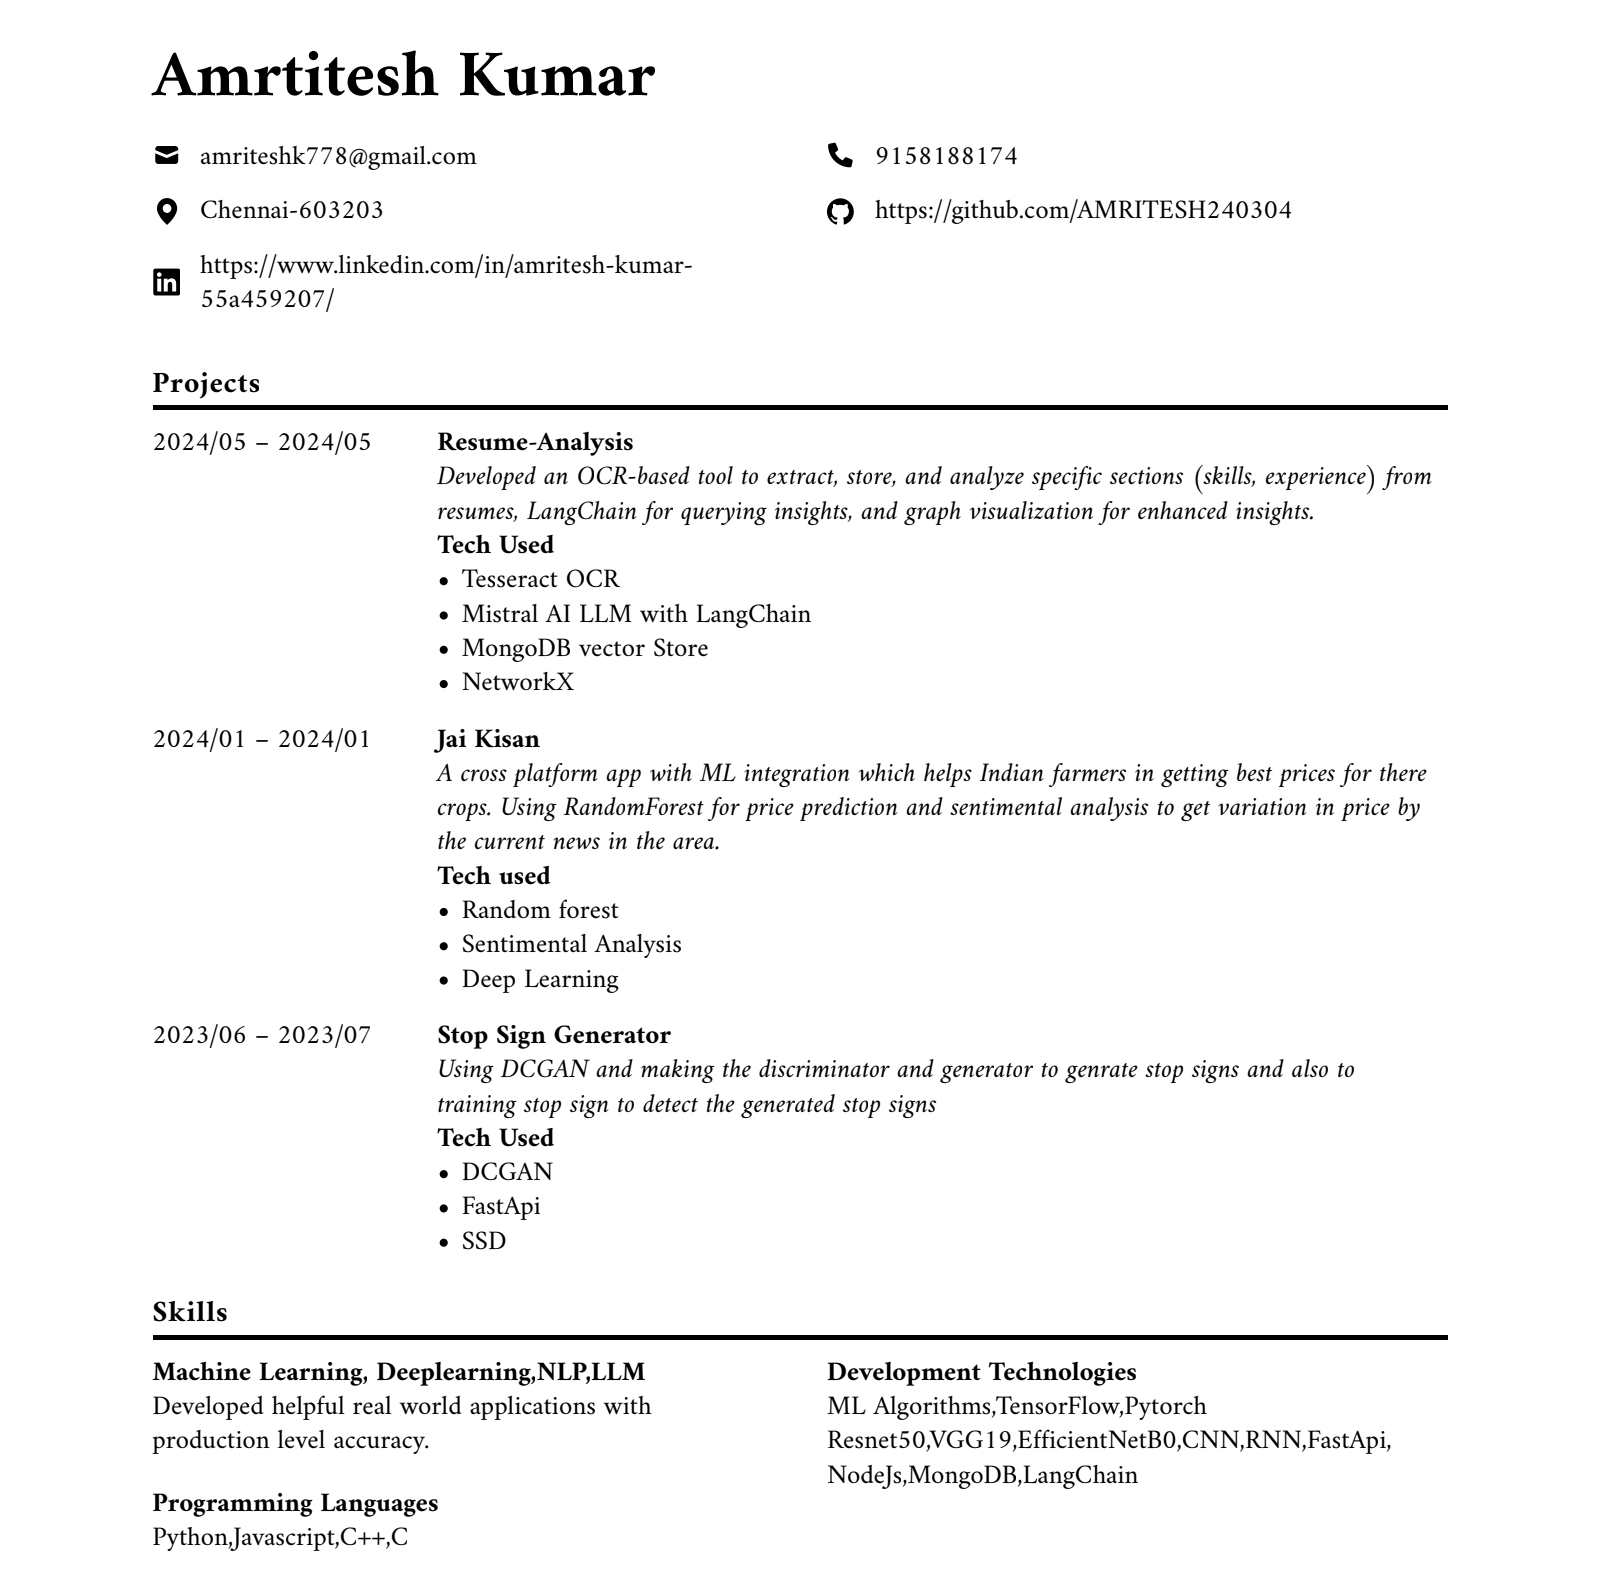 Amrtitesh Kumar
amriteshk778@gmail.com
9158188174
Chennai-603203
https://github.com/AMRITESH240304
https://www.linkedin.com/in/amritesh-kumar-
55a459207/
Projects
2024/05 – 2024/05
Resume-Analysis
Developed an OCR-based tool to extract, store, and analyze specific sections (skills, experience) from
resumes, LangChain for querying insights, and graph visualization for enhanced insights.
Tech Used
• Tesseract OCR
• Mistral AI LLM with LangChain
• MongoDB vector Store
• NetworkX
2024/01 – 2024/01
Jai Kisan
A cross platform app with ML integration which helps Indian farmers in getting best prices for there
crops. Using RandomForest for price prediction and sentimental analysis to get variation in price by
the current news in the area.
Tech used
• Random forest
• Sentimental Analysis
• Deep Learning
2023/06 – 2023/07
Stop Sign Generator
Using DCGAN and making the discriminator and generator to genrate stop signs and also to
training stop sign to detect the generated stop signs
Tech Used
• DCGAN
• FastApi
• SSD
Skills
Machine Learning, Deeplearning,NLP,LLM
Developed helpful real world applications with
production level accuracy.
Programming Languages
Python,Javascript,C++,C
Development Technologies
ML Algorithms,TensorFlow,Pytorch
Resnet50,VGG19,EfficientNetB0,CNN,RNN,FastApi,
NodeJs,MongoDB,LangChain